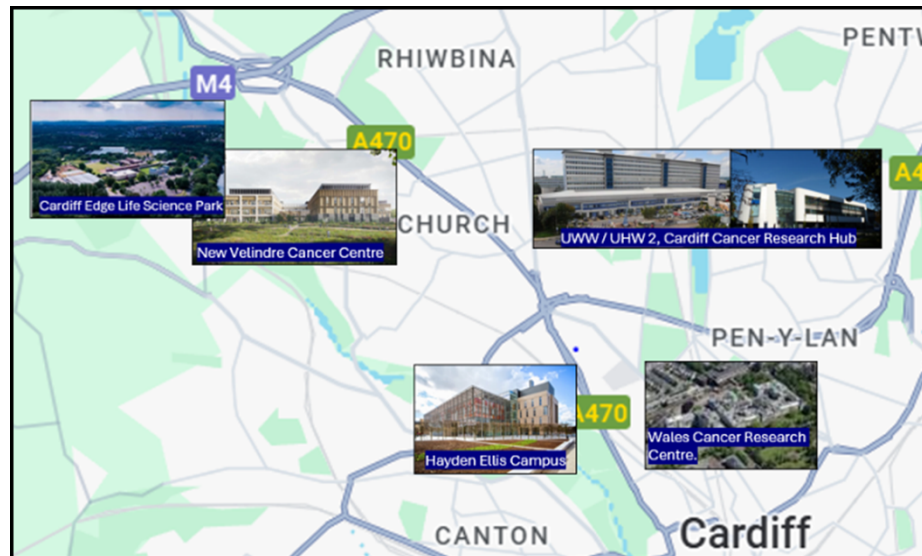 RHIWBINA
PENTW
M4
A470
A4
Cardiff Edge Life Science Park
CHURCH
New Velindre Cancer Centre
UWW / UHW 2, Cardiff Cancer Research Hub
PEN-Y-LAN
A470
Wales Cancer Research
Centre.
Hayden Ellis Campus
CANTON
Cardiff